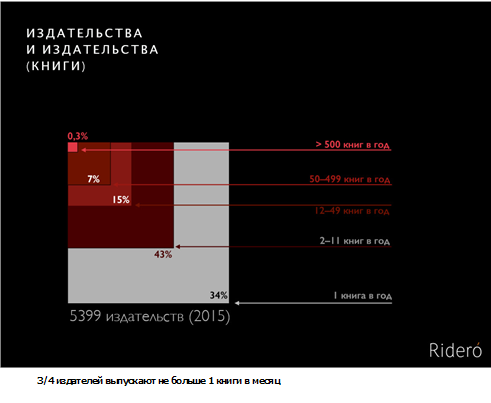 ИЗДАТЕЛЬСТВА
И ИЗДАТЕЛЬСТВА
(КНИГИ)
0,3%
> 500 книг в год
7%
50–499 книг в год
15%
12–49 книг в год
2–11 книг в год
43%
34%
1 книга в год
5399 издательств (2015)
Rideró
3/4 издателей выпускают не больше 1 книги в месяц